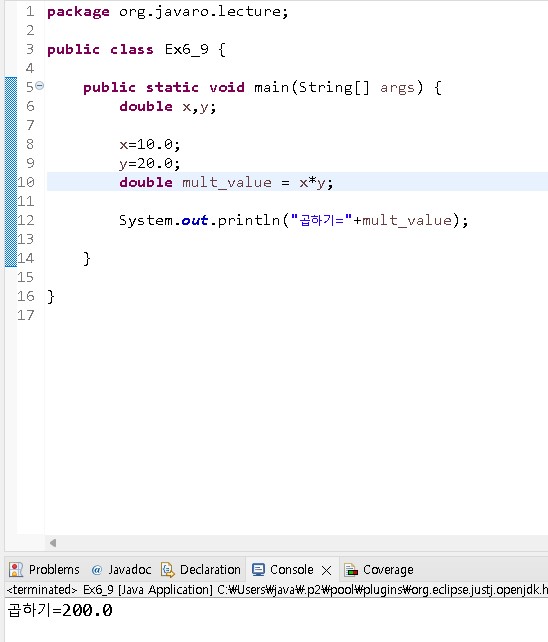 1 package org.javaro.lecture;
2
3 public class Ex6_9 {
4
5 public static void main(String[] args) {
6 double x,y;
7
8 x=10.0;
9 y=20.0;
10 double mult_value = x*y;
11
12 System.out.println("곱하기="+mult_value);
13
14 }
15
16 }
17
Problems @ Javadoc Declaration Console Coverage
<terminated> Ex6_9 [Java Application] C:₩Users₩java₩.p2₩pool₩plugins₩org.eclipse.justj.openjdk.h
곱하기=200.0